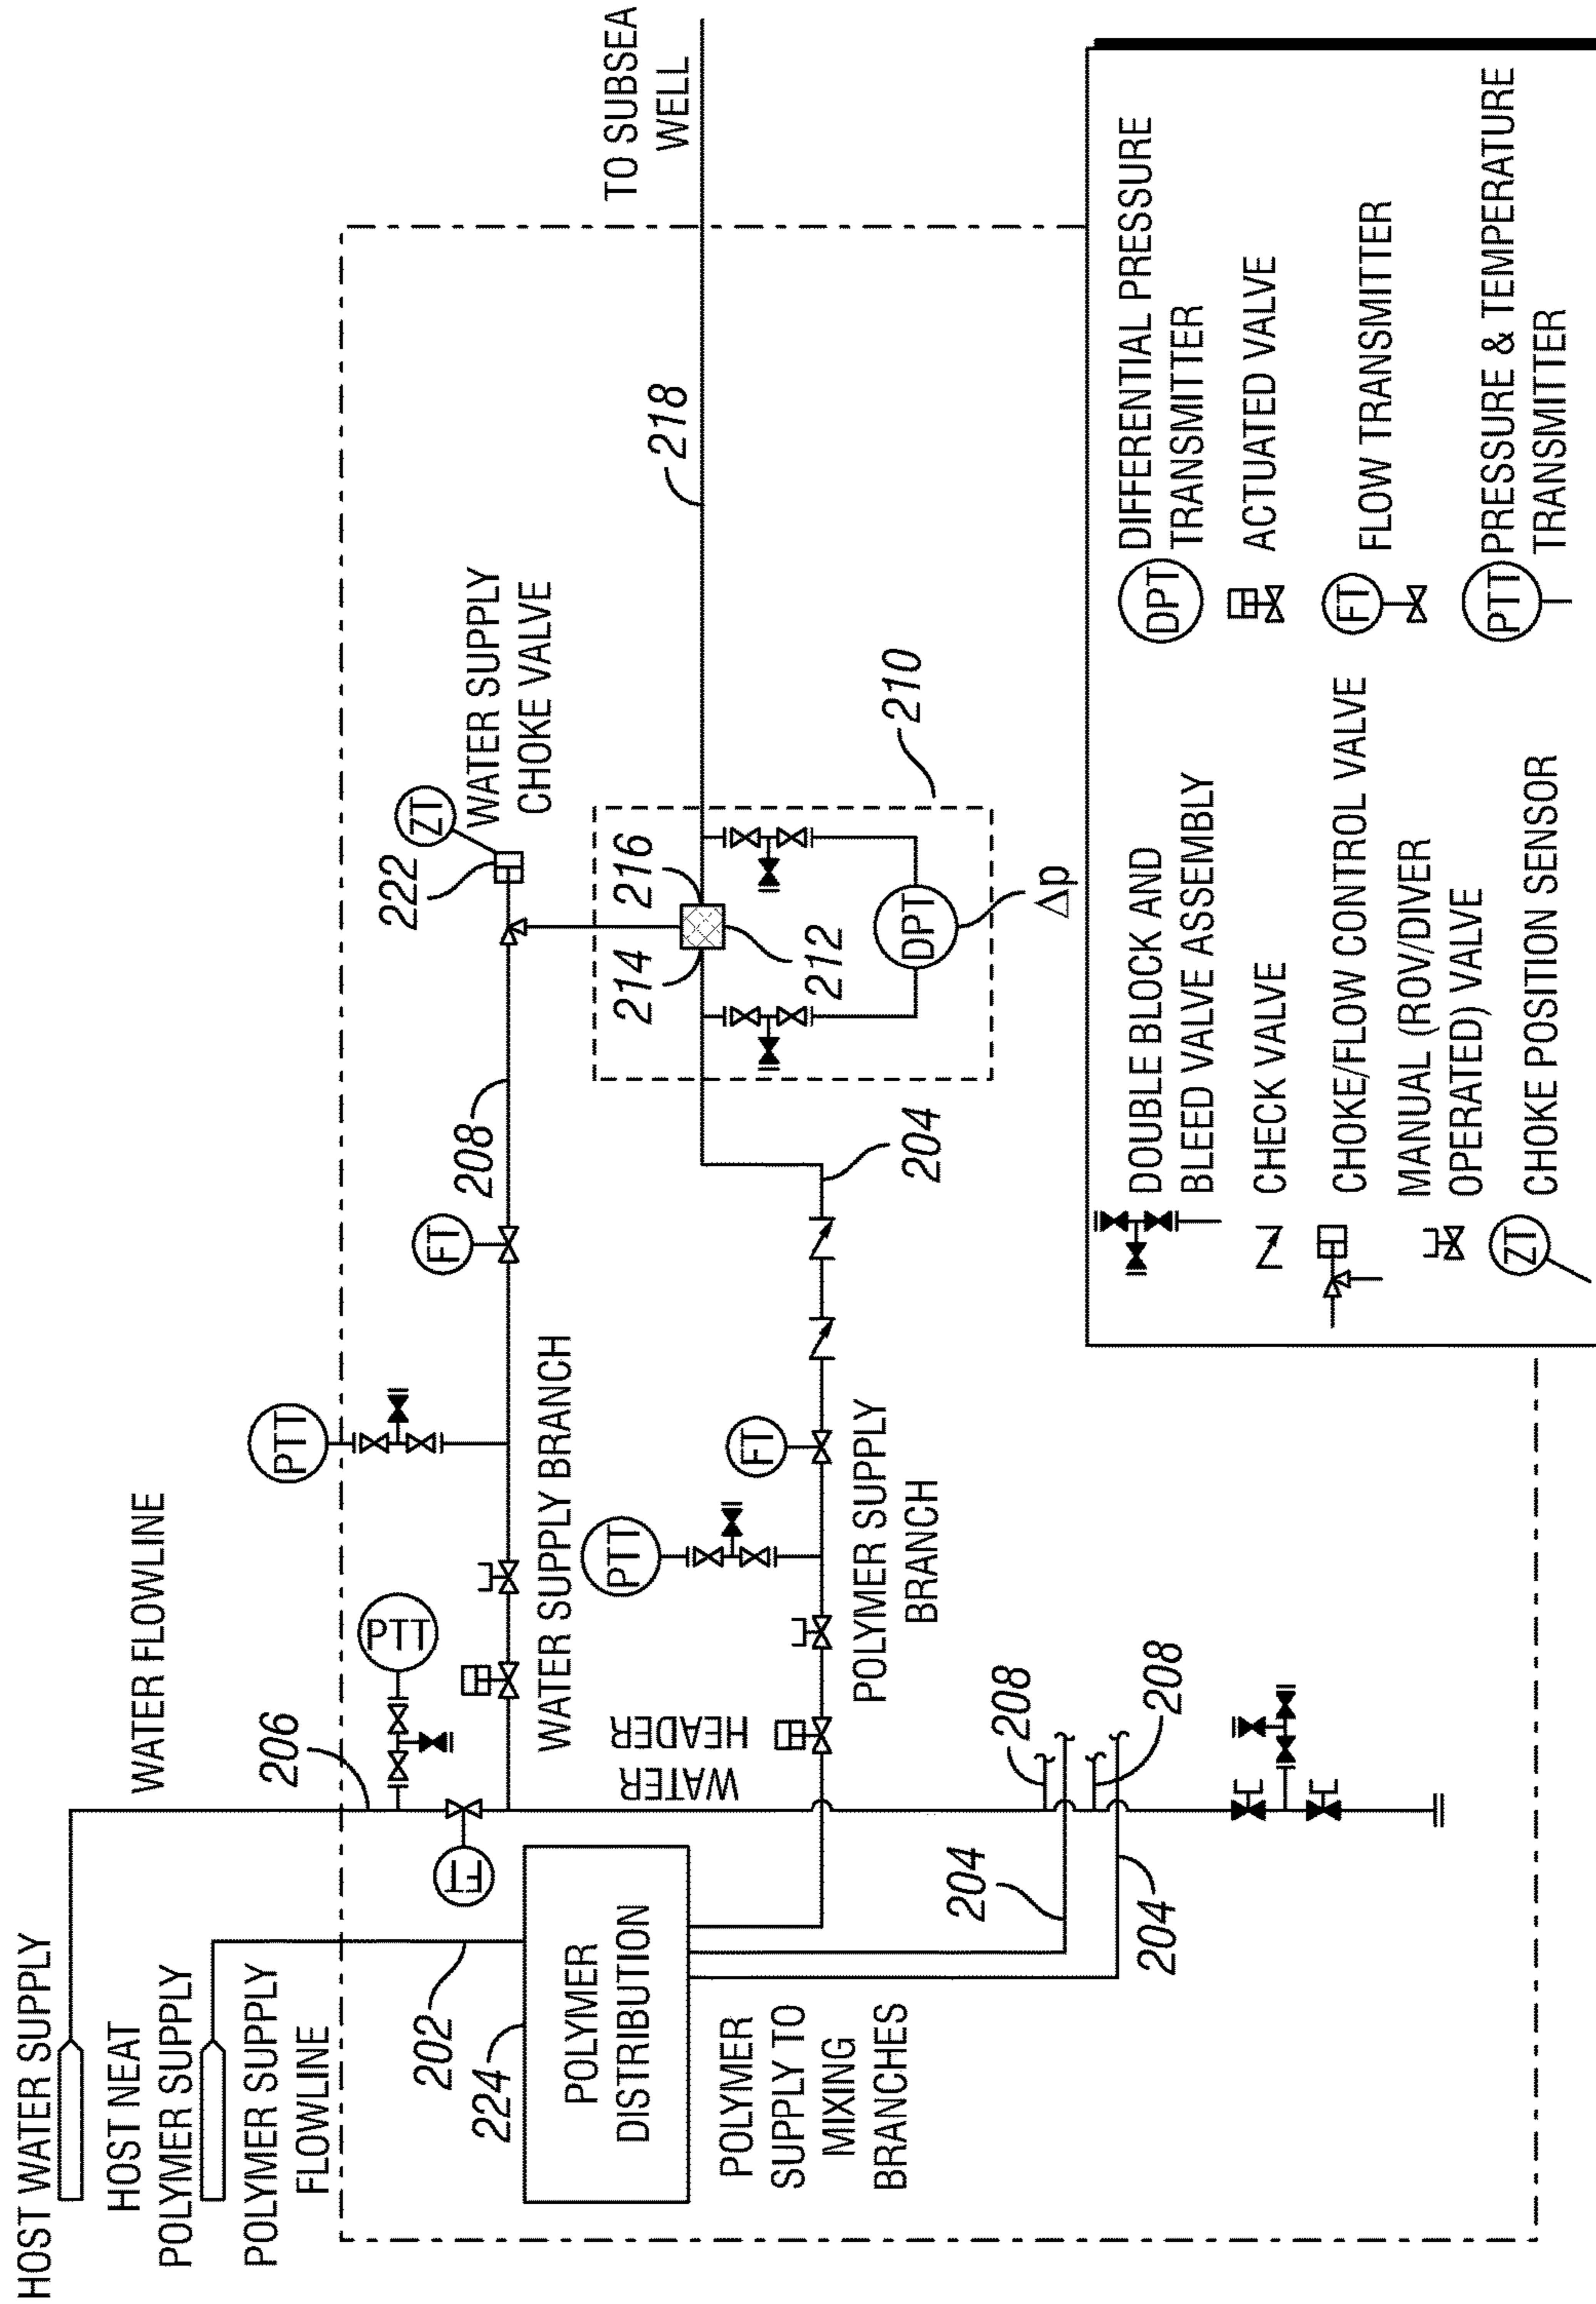 HOST WATER SUPPLY
HOST NEAT
POLYMER SUPPLY
POLYMER SUPPLY
FLOWLINE
WATER FLOWLINE
206
202
224
POLYMER
DISTRIBUTION
POLYMER
SUPPLY TO
MIXING
BRANCHES
FT
PTT
WATER
HEADER
PTT
WATER SUPPLY BRANCH
FT
208
222
ZT
WATER SUPPLY
CHOKE VALVE
PTT
FT
POLYMER SUPPLY
BRANCH
204
204
204
208
208
214
216
212
DPT
Δp
210
218
TO SUBSEA
WELL
DOUBLE BLOCK AND
BLEED VALVE ASSEMBLY
CHECK VALVE
CHOKE/FLOW CONTROL VALVE
MANUAL (ROV/DIVER
OPERATED) VALVE
ZT
CHOKE POSITION SENSOR
DPT
DIFFERENTIAL PRESSURE
TRANSMITTER
ACTUATED VALVE
FT
FLOW TRANSMITTER
PTT
PRESSURE & TEMPERATURE
TRANSMITTER